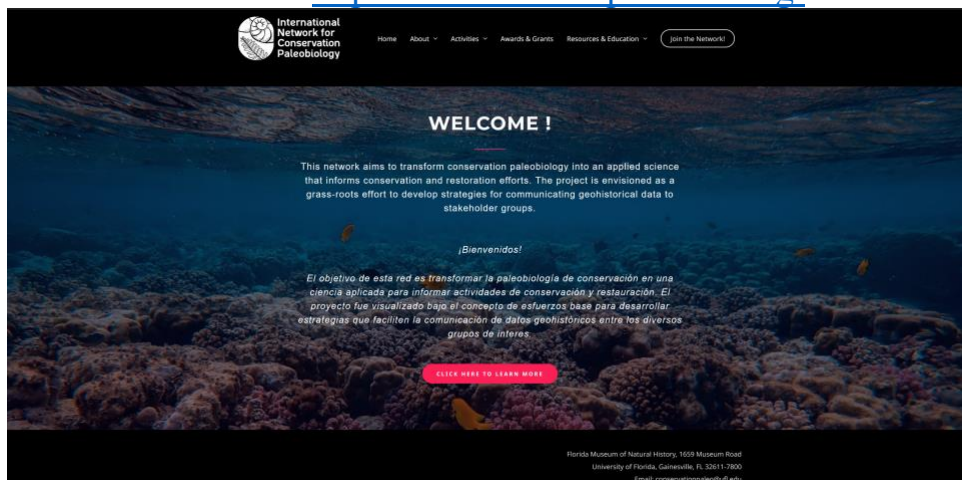 International
Network for
Conservation
Paleobiology
Home About Activities Awards & Grants Resources & Education Join the Network!
WELCOME !
This network aims to transform conservation paleobiology into an applied science
that informs conservation and restoration efforts. The project is envisioned as a
grass-roots effort to develop strategies for communicating geohistorical data to
stakeholder groups.
¡Bienvenidos!
El objetivo de esta red es transformar la paleobiología de conservación en una
ciencia aplicada para informar actividades de conservación y restauración. El
proyecto fue visualizado bajo el concepto de esfuerzos base para desarrollar
estrategias que faciliten la comunicación de datos geohistóricos entre los diversos
grupos de interes.
CLICK HERE TO LEARN MORE
Florida Museum of Natural History, 1659 Museum Road
University of Florida, Gainesville, FL 32611-7800
Email: conservationpaleo@ufl.edu